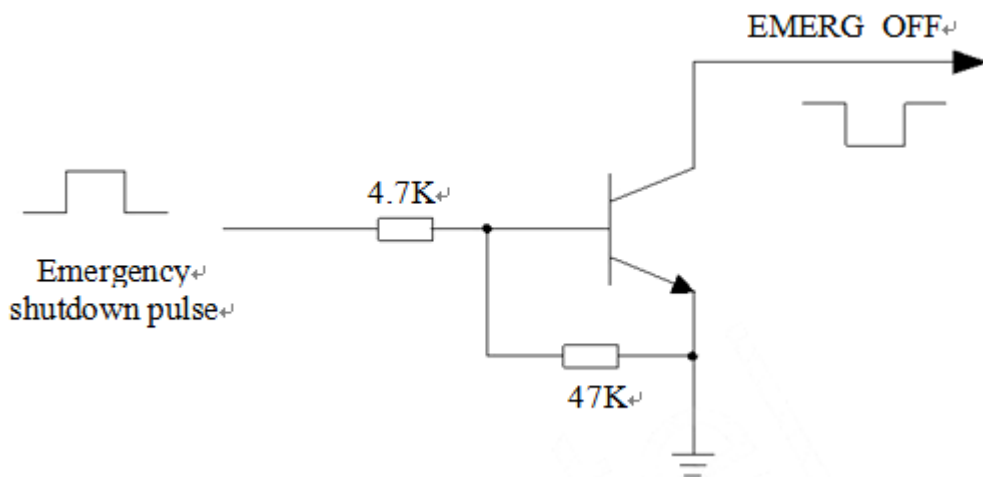 EMERG OFF↵
4.7K↵
Emergency↵
shutdown pulse↵
47K↵